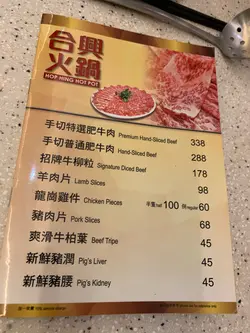 合興
火鍋
HOP HING HOT POT
手切特選肥牛肉 Premium Hand-Sliced Beef 338
手切普通肥牛肉 Hand-Sliced Beef 288
招牌牛柳粒 Signature Diced Beef 178
羊肉片 Lamb Slices 98
龍崗雞件 Chicken Pieces 半隻half 100 例regular 60
豬肉片 Pork Slices 68
爽滑牛柏葉 Beef Tripe 45
新鮮豬潤 Pig's Liver 45
新鮮豬腰 Pig's Kidney 45